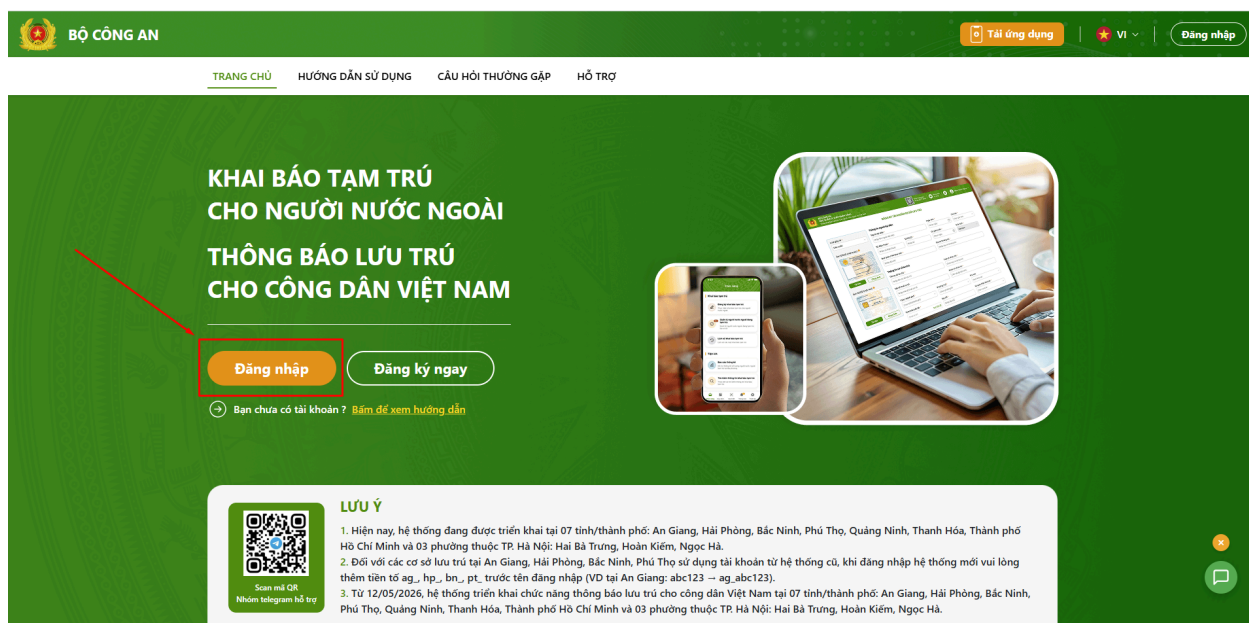 BỘ CÔNG AN
Tải ứng dụng
VI
Đăng nhập
TRANG CHỦ
HƯỚNG DẪN SỬ DỤNG
CÂU HỎI THƯỜNG GẶP
HỖ TRỢ
KHAI BÁO TẠM TRÚ
CHO NGƯỜI NƯỚC NGOÀI
THÔNG BÁO LƯU TRÚ
CHO CÔNG DÂN VIỆT NAM
Đăng nhập
Đăng ký ngay
Bạn chưa có tài khoản ? Bấm để xem hướng dẫn
LƯU Ý
1. Hiện nay, hệ thống đang được triển khai tại 07 tỉnh/thành phố: An Giang, Hải Phòng, Bắc Ninh, Phú Thọ, Quảng Ninh, Thanh Hóa, Thành phố
Hồ Chí Minh và 03 phường thuộc TP. Hà Nội: Hai Bà Trưng, Hoàn Kiếm, Ngọc Hà.
2. Đối với các cơ sở lưu trú tại An Giang, Hải Phòng, Bắc Ninh, Phú Thọ sử dụng tài khoản từ hệ thống cũ, khi đăng nhập hệ thống mới vui lòng
thêm tiền tố ag_, hp_, bn_, pt_ trước tên đăng nhập (VD tại An Giang: abc123 → ag_abc123).
3. Từ 12/05/2026, hệ thống triển khai chức năng thông báo lưu trú cho công dân Việt Nam tại 07 tỉnh/thành phố: An Giang, Hải Phòng, Bắc Ninh,
Phú Thọ, Quảng Ninh, Thanh Hóa, Thành phố Hồ Chí Minh và 03 phường thuộc TP. Hà Nội: Hai Bà Trưng, Hoàn Kiếm, Ngọc Hà.
Scan mã QR
Nhóm telegram hỗ trợ